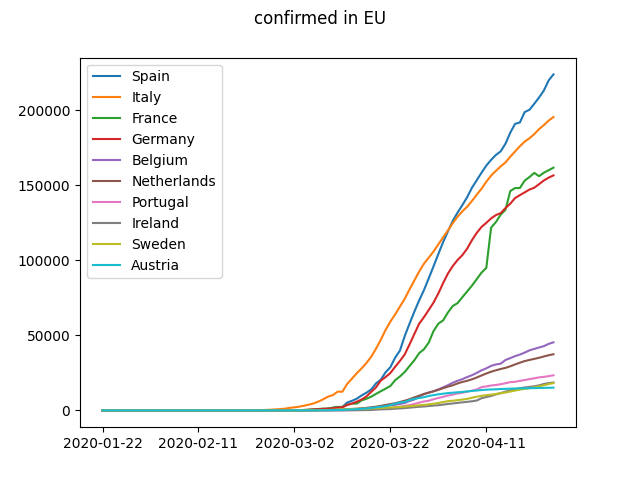 confirmed in EU
Spain
Italy
France
Germany
Belgium
Netherlands
Portugal
Ireland
Sweden
Austria
200000
150000
100000
50000
0
2020-01-22 2020-02-11 2020-03-02 2020-03-22 2020-04-11